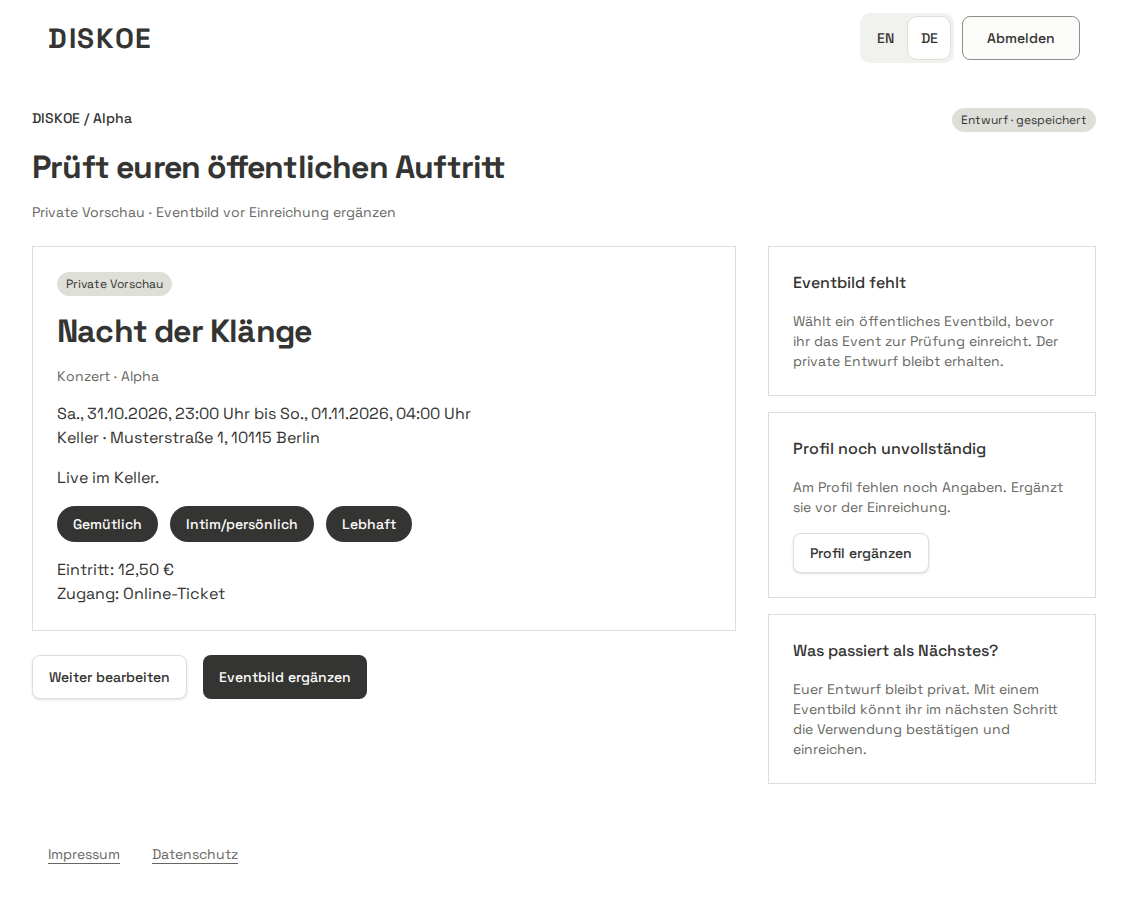 DISKOE
EN DE Abmelden
DISKOE / Alpha
Entwurf · gespeichert
Prüft euren öffentlichen Auftritt
Private Vorschau · Eventbild vor Einreichung ergänzen
Private Vorschau
Nacht der Klänge
Konzert · Alpha
Sa., 31.10.2026, 23:00 Uhr bis So., 01.11.2026, 04:00 Uhr
Keller · Musterstraße 1, 10115 Berlin
Live im Keller.
Gemütlich Intim/persönlich Lebhaft
Eintritt: 12,50 €
Zugang: Online-Ticket
Weiter bearbeiten Eventbild ergänzen
Eventbild fehlt
Wählt ein öffentliches Eventbild, bevor
ihr das Event zur Prüfung einreicht. Der
private Entwurf bleibt erhalten.
Profil noch unvollständig
Am Profil fehlen noch Angaben. Ergänzt
sie vor der Einreichung.
Profil ergänzen
Was passiert als Nächstes?
Euer Entwurf bleibt privat. Mit einem
Eventbild könnt ihr im nächsten Schritt
die Verwendung bestätigen und
einreichen.
Impressum Datenschutz